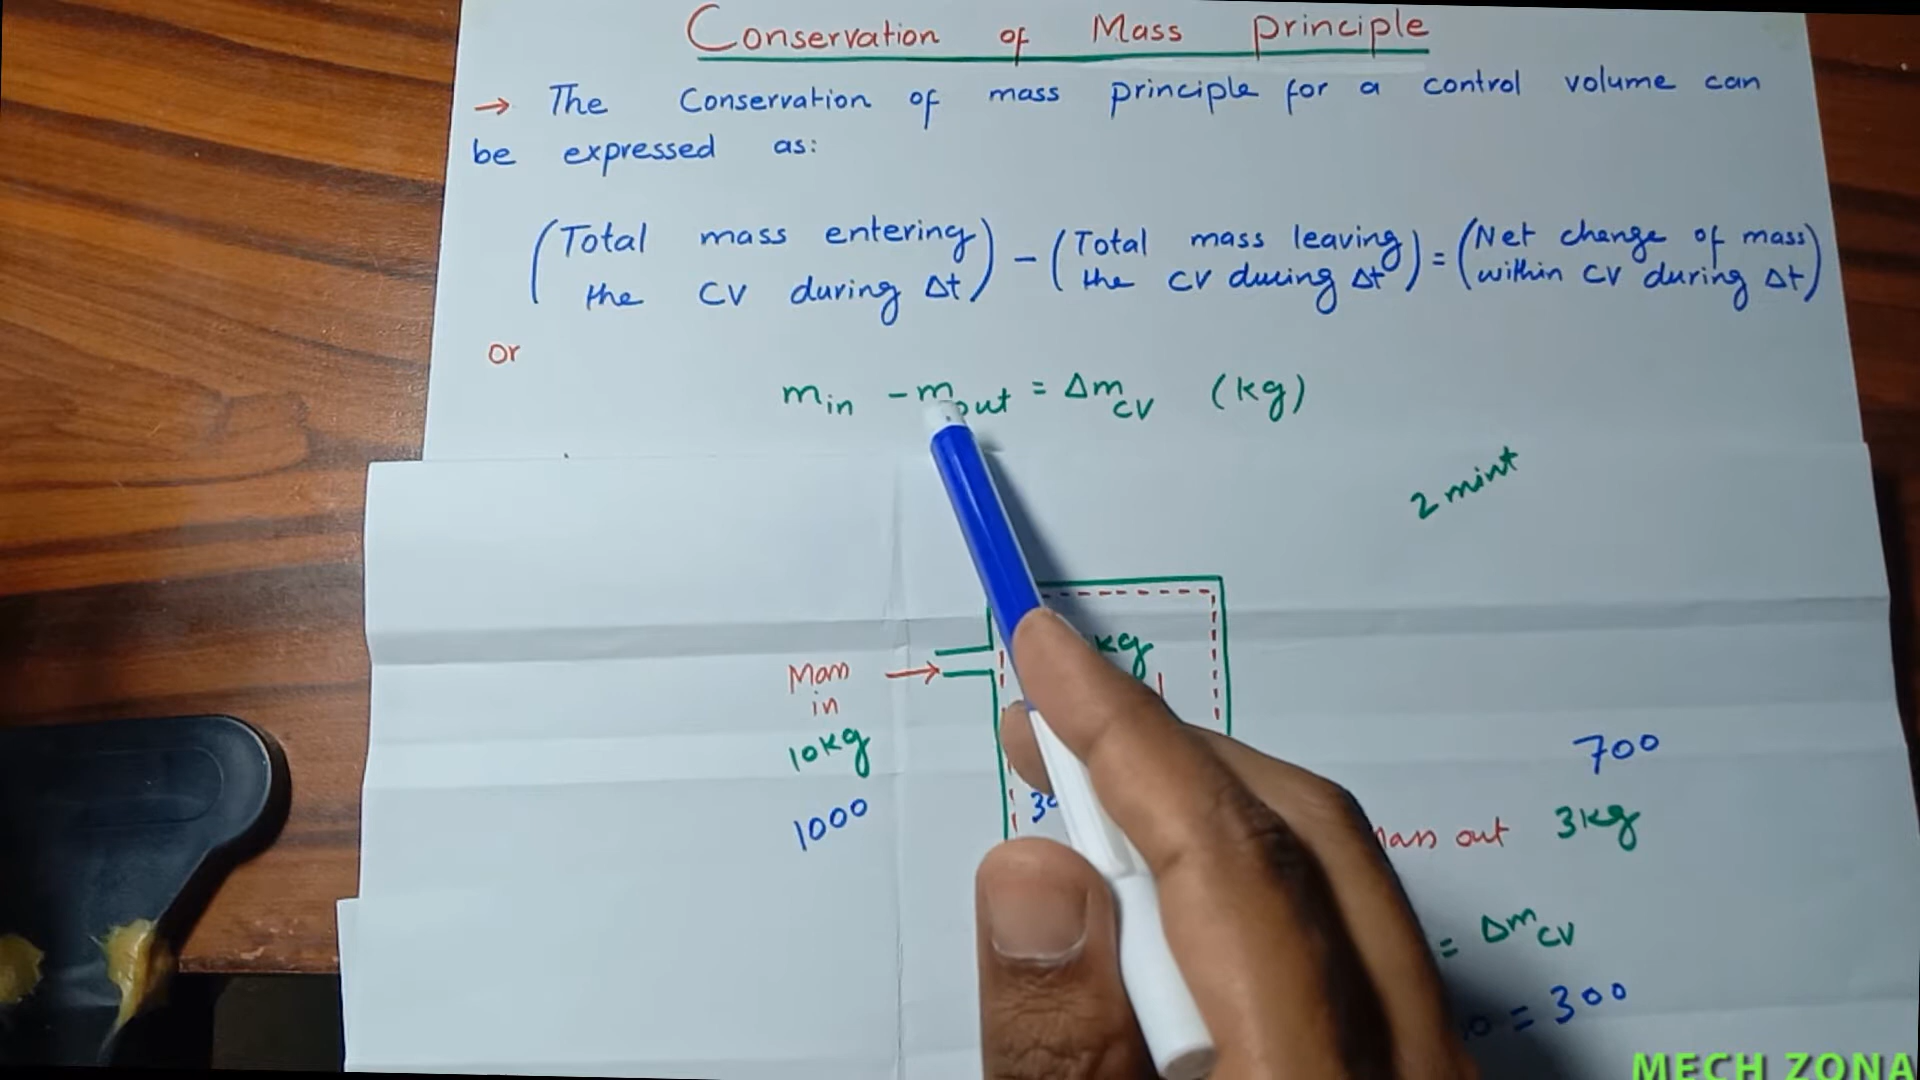 Conservation of Mass principle
→ The Conservation of mass principle for a control volume can
be expressed as:
(Total mass entering the CV during Δt) - (Total mass leaving the CV during Δt) = (Net change of mass within CV during Δt)
or
min - mout = Δmcv (kg)
2 mint
kg
Mass
in
10kg
1000
700
out 3kg
= Δmcv
= 300
MECH ZONA